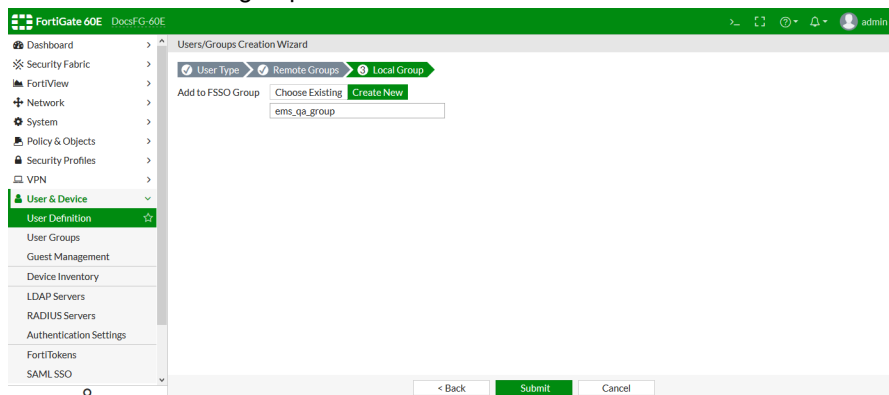 FortiGate 60E DocsFG-60E
>_ admin
Dashboard
Security Fabric
FortiView
Network
System
Policy & Objects
Security Profiles
VPN
User & Device
User Definition
User Groups
Guest Management
Device Inventory
LDAP Servers
RADIUS Servers
Authentication Settings
FortiTokens
SAML SSO
Users/Groups Creation Wizard
User Type Remote Groups 3 Local Group
Add to FSSO Group Choose Existing Create New
ems_qa_group
< Back Submit Cancel